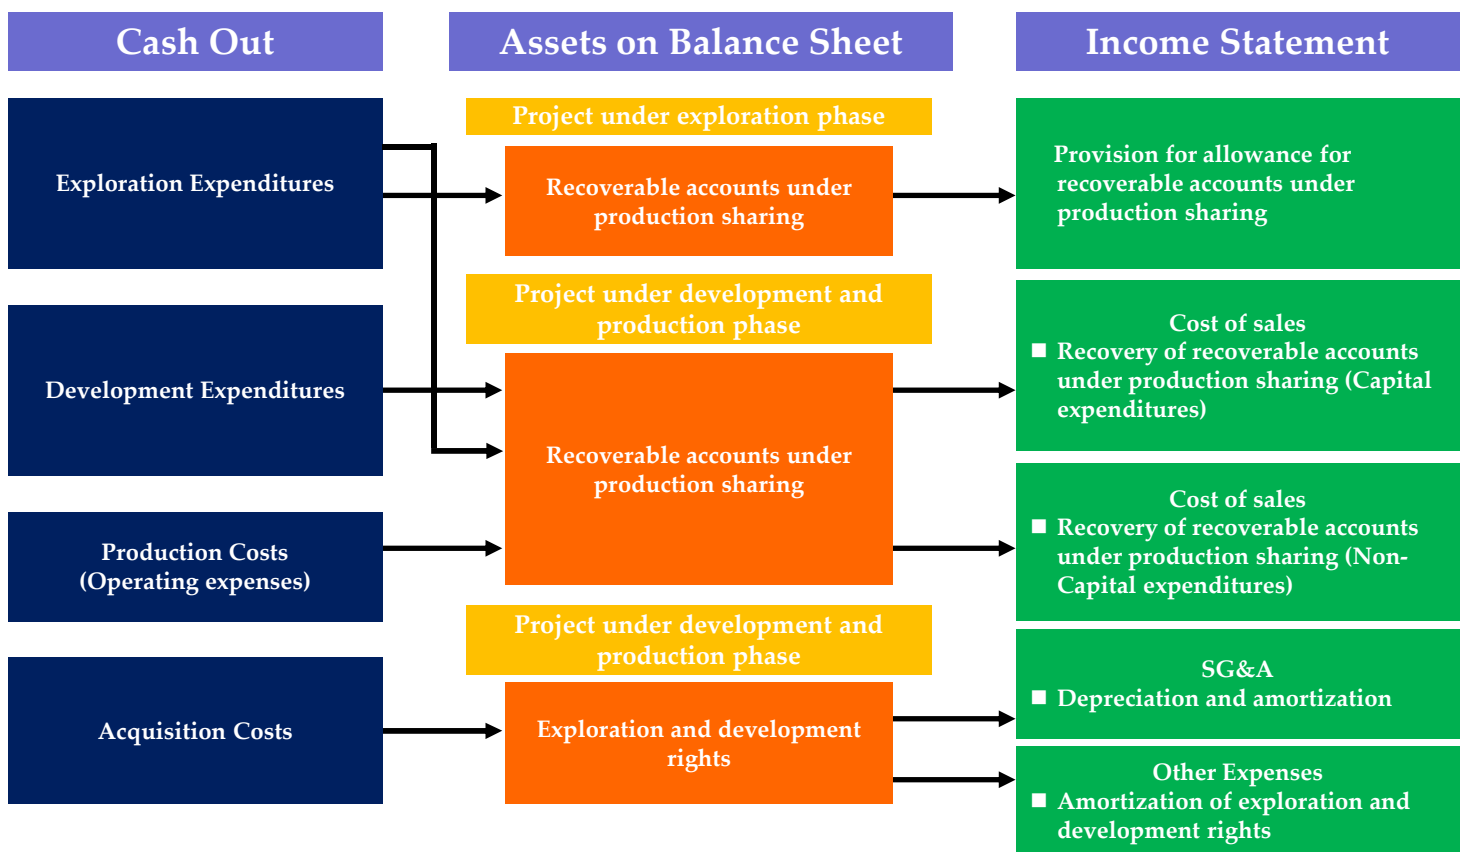 Cash Out
Assets on Balance Sheet
Income Statement
Exploration Expenditures
Development Expenditures
Production Costs
(Operating expenses)
Acquisition Costs
Project under exploration phase
Recoverable accounts under
production sharing
Project under development and
production phase
Recoverable accounts under
production sharing
Project under development and
production phase
Exploration and development
rights
Provision for allowance for
recoverable accounts under
production sharing
Cost of sales
■ Recovery of recoverable accounts
under production sharing (Capital
expenditures)
Cost of sales
■ Recovery of recoverable accounts
under production sharing (Non-
Capital expenditures)
SG&A
■ Depreciation and amortization
Other Expenses
■ Amortization of exploration and
development rights